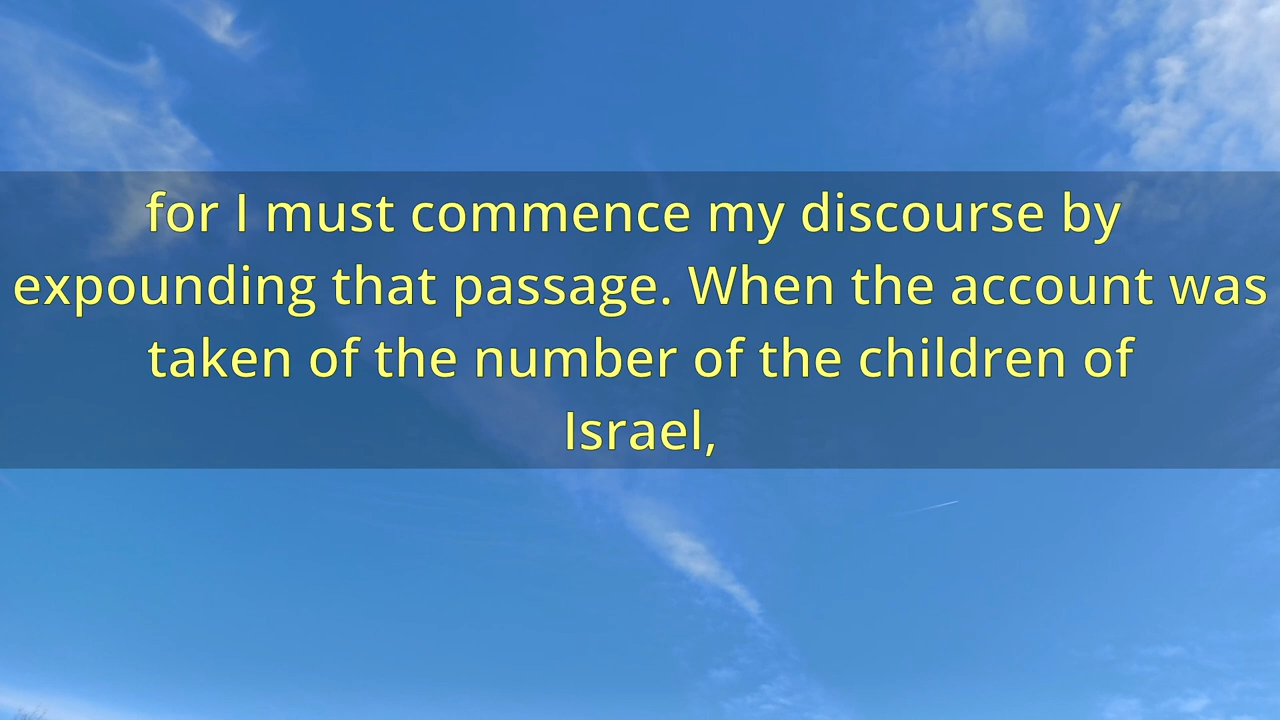 for I must commence my discourse by
expounding that passage. When the account was
taken of the number of the children of
Israel,